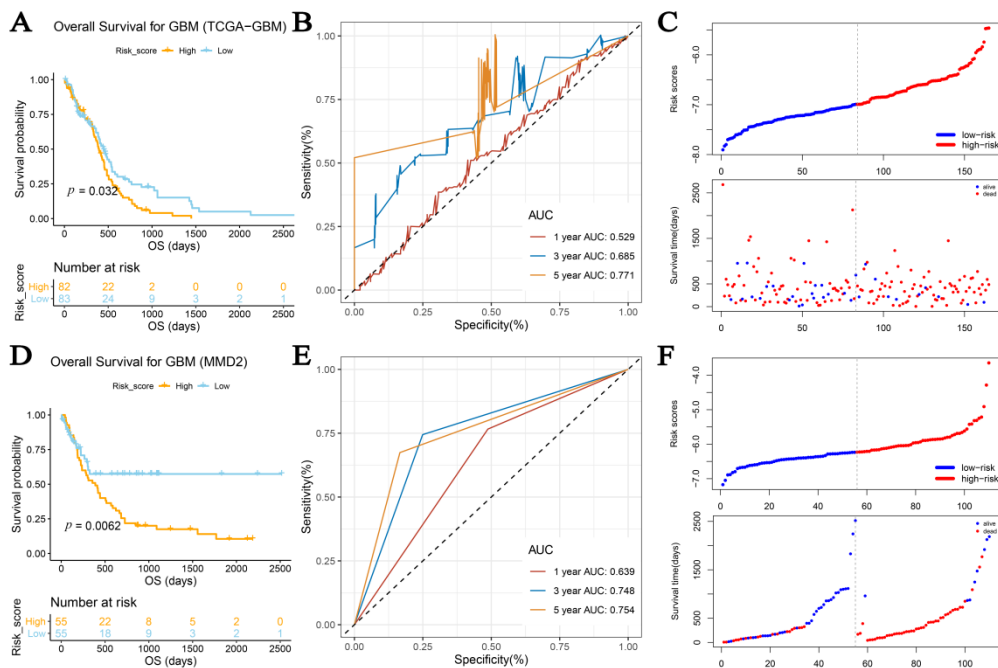 A
Overall Survival for GBM (TCGA-GBM)
Risk_score High Low
Survival probability
1.00
0.75
0.50
0.25
0.00
p = 0.032
0 500 1000 1500 2000 2500
OS (days)
Number at risk
Risk_score
High 82 22 2 0 0 0
Low 83 24 9 3 2 1
0 500 1000 1500 2000 2500
OS (days)
B
Sensitivity(%)
1.00
0.75
0.50
0.25
0.00
AUC
1 year AUC: 0.529
3 year AUC: 0.685
5 year AUC: 0.771
0.00 0.25 0.50 0.75 1.00
Specificity(%)
C
Risk scores
-6.0
-7.0
-8.0
low-risk
high-risk
0 50 100 150
Survival time(days)
2500
1500
500
0
alive
dead
0 50 100 150
D
Overall Survival for GBM (MMD2)
Risk_score High Low
Survival probability
1.00
0.75
0.50
0.25
0.00
p = 0.0062
0 500 1000 1500 2000 2500
OS (days)
Number at risk
Risk_score
High 55 22 8 5 2 0
Low 55 18 9 3 2 1
0 500 1000 1500 2000 2500
OS (days)
E
Sensitivity(%)
1.00
0.75
0.50
0.25
0.00
AUC
1 year AUC: 0.639
3 year AUC: 0.748
5 year AUC: 0.754
0.00 0.25 0.50 0.75 1.00
Specificity(%)
F
Risk scores
-4.0
-5.0
-6.0
-7.0
low-risk
high-risk
0 20 40 60 80 100
Survival time(days)
2500
1500
500
0
alive
dead
0 20 40 60 80 100